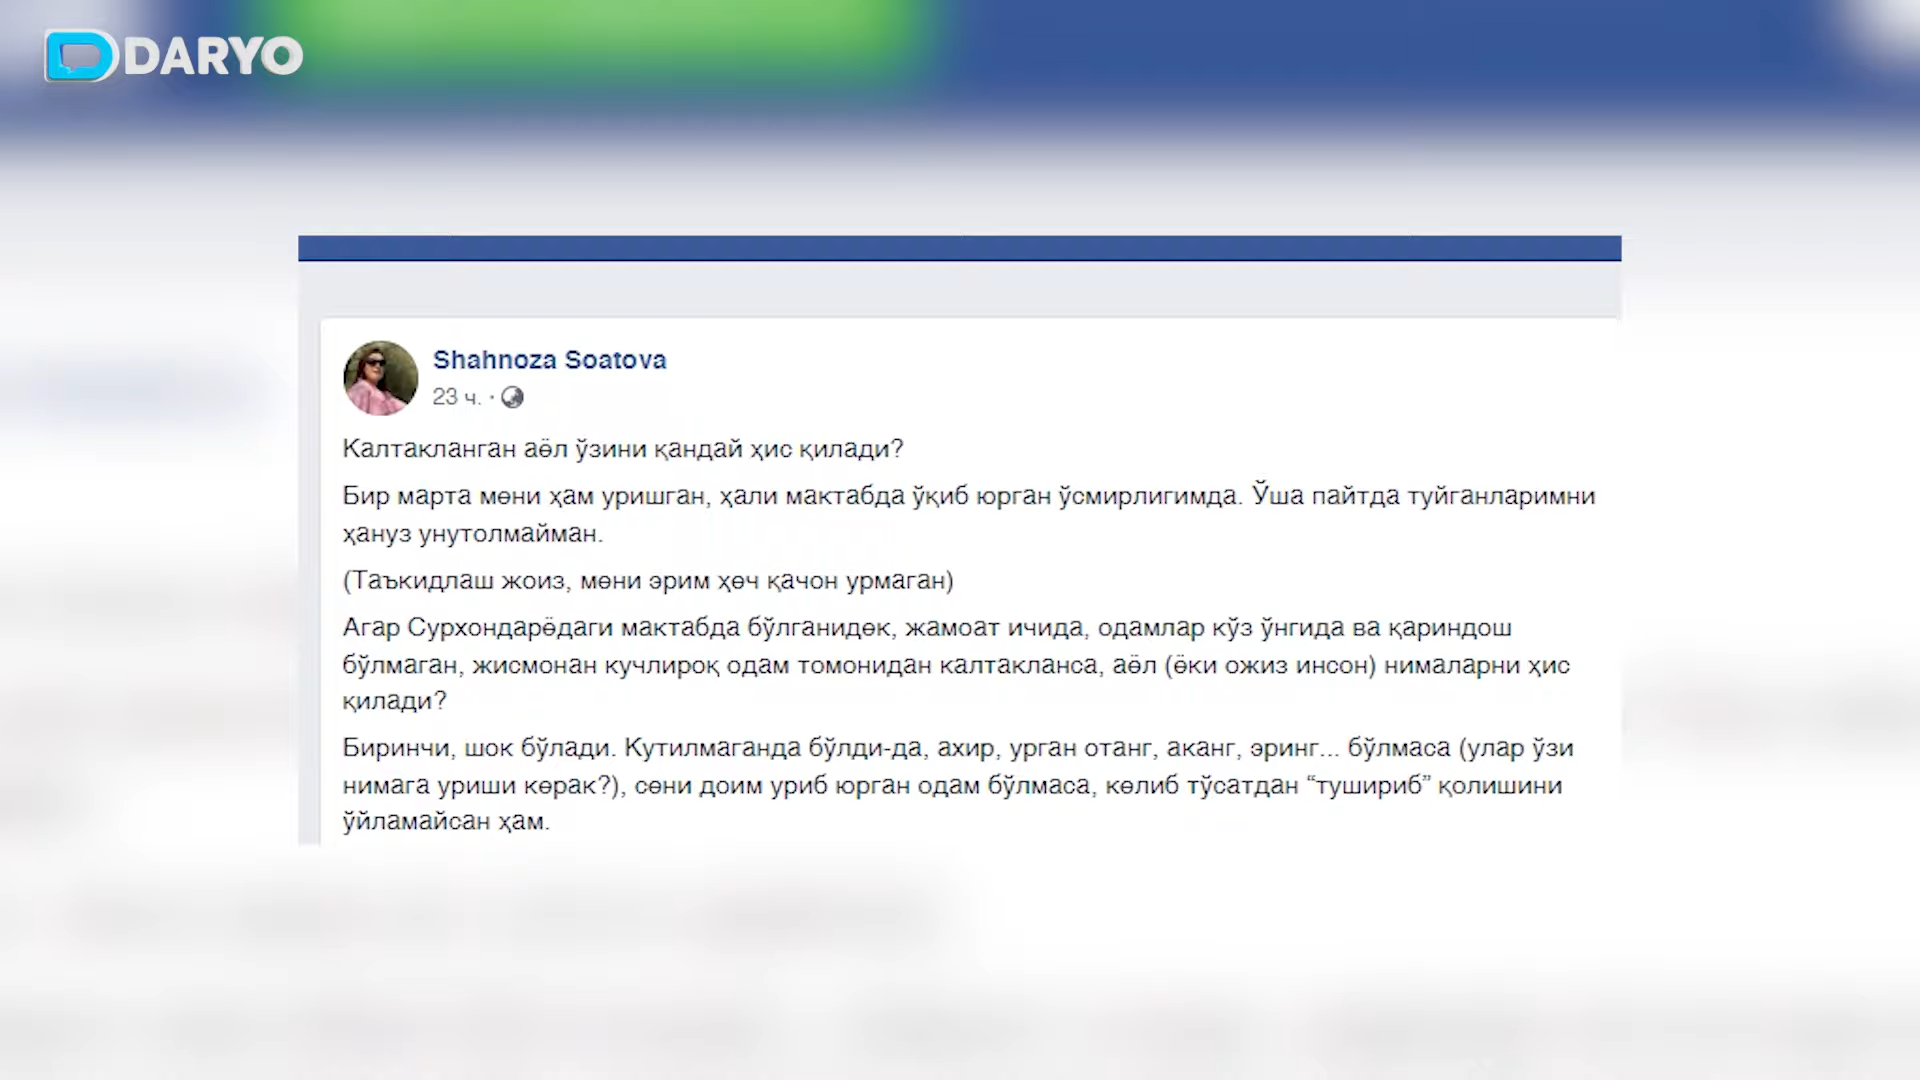 DARYO
Shahnoza Soatova
23 ч. ·
Калтакланган аёл ўзини қандай ҳис қилади?
Бир марта мени ҳам уришган, ҳали мактабда ўқиб юрган ўсмирлигимда. Ўша пайтда туйганларимни
ҳануз унутолмайман.
(Таъкидлаш жоиз, мени эрим ҳеч қачон урмаган)
Агар Сурхондарёдаги мактабда бўлганидек, жамоат ичида, одамлар кўз ўнгида ва қариндош
бўлмаган, жисмонан кучлироқ одам томонидан калтакланса, аёл (ёки ожиз инсон) нималарни ҳис
қилади?
Биринчи, шок бўлади. Кутилмаганда бўлди-да, ахир, урган отанг, аканг, эринг... бўлмаса (улар ўзи
нимага уриши керак?), сени доим уриб юрган одам бўлмаса, келиб тўсатдан “тушириб” қолишини
ўйламайсан ҳам.